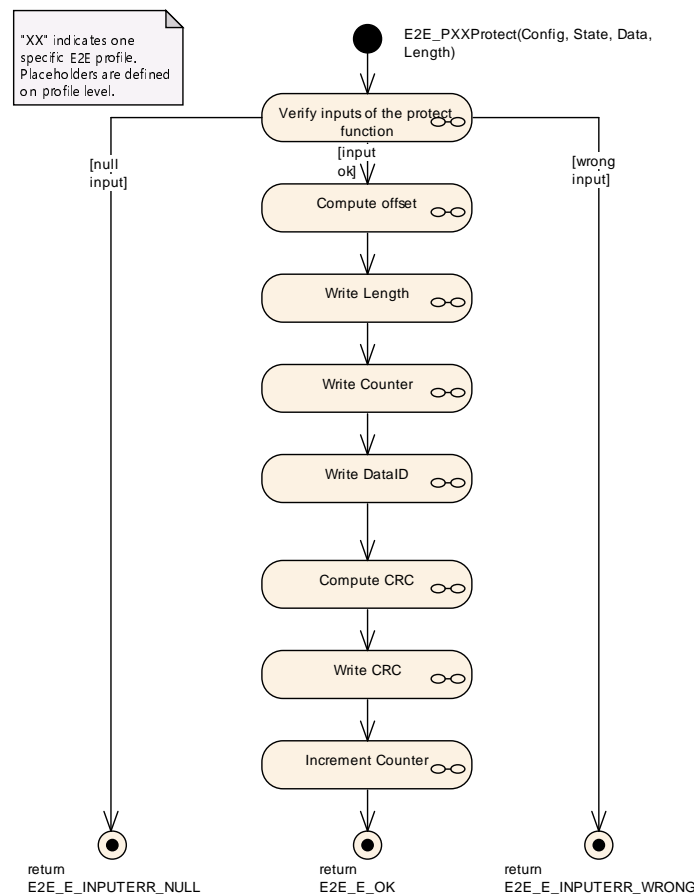 "XX" indicates one
specific E2E profile.
Placeholders are defined
on profile level.
E2E_PXXProtect(Config, State, Data,
Length)
Verify inputs of the protect
function
[null
input]
[input
ok]
[wrong
input]
Compute offset
Write Length
Write Counter
Write DataID
Compute CRC
Write CRC
Increment Counter
return
E2E_E_INPUTERR_NULL
return
E2E_E_OK
return
E2E_E_INPUTERR_WRONG